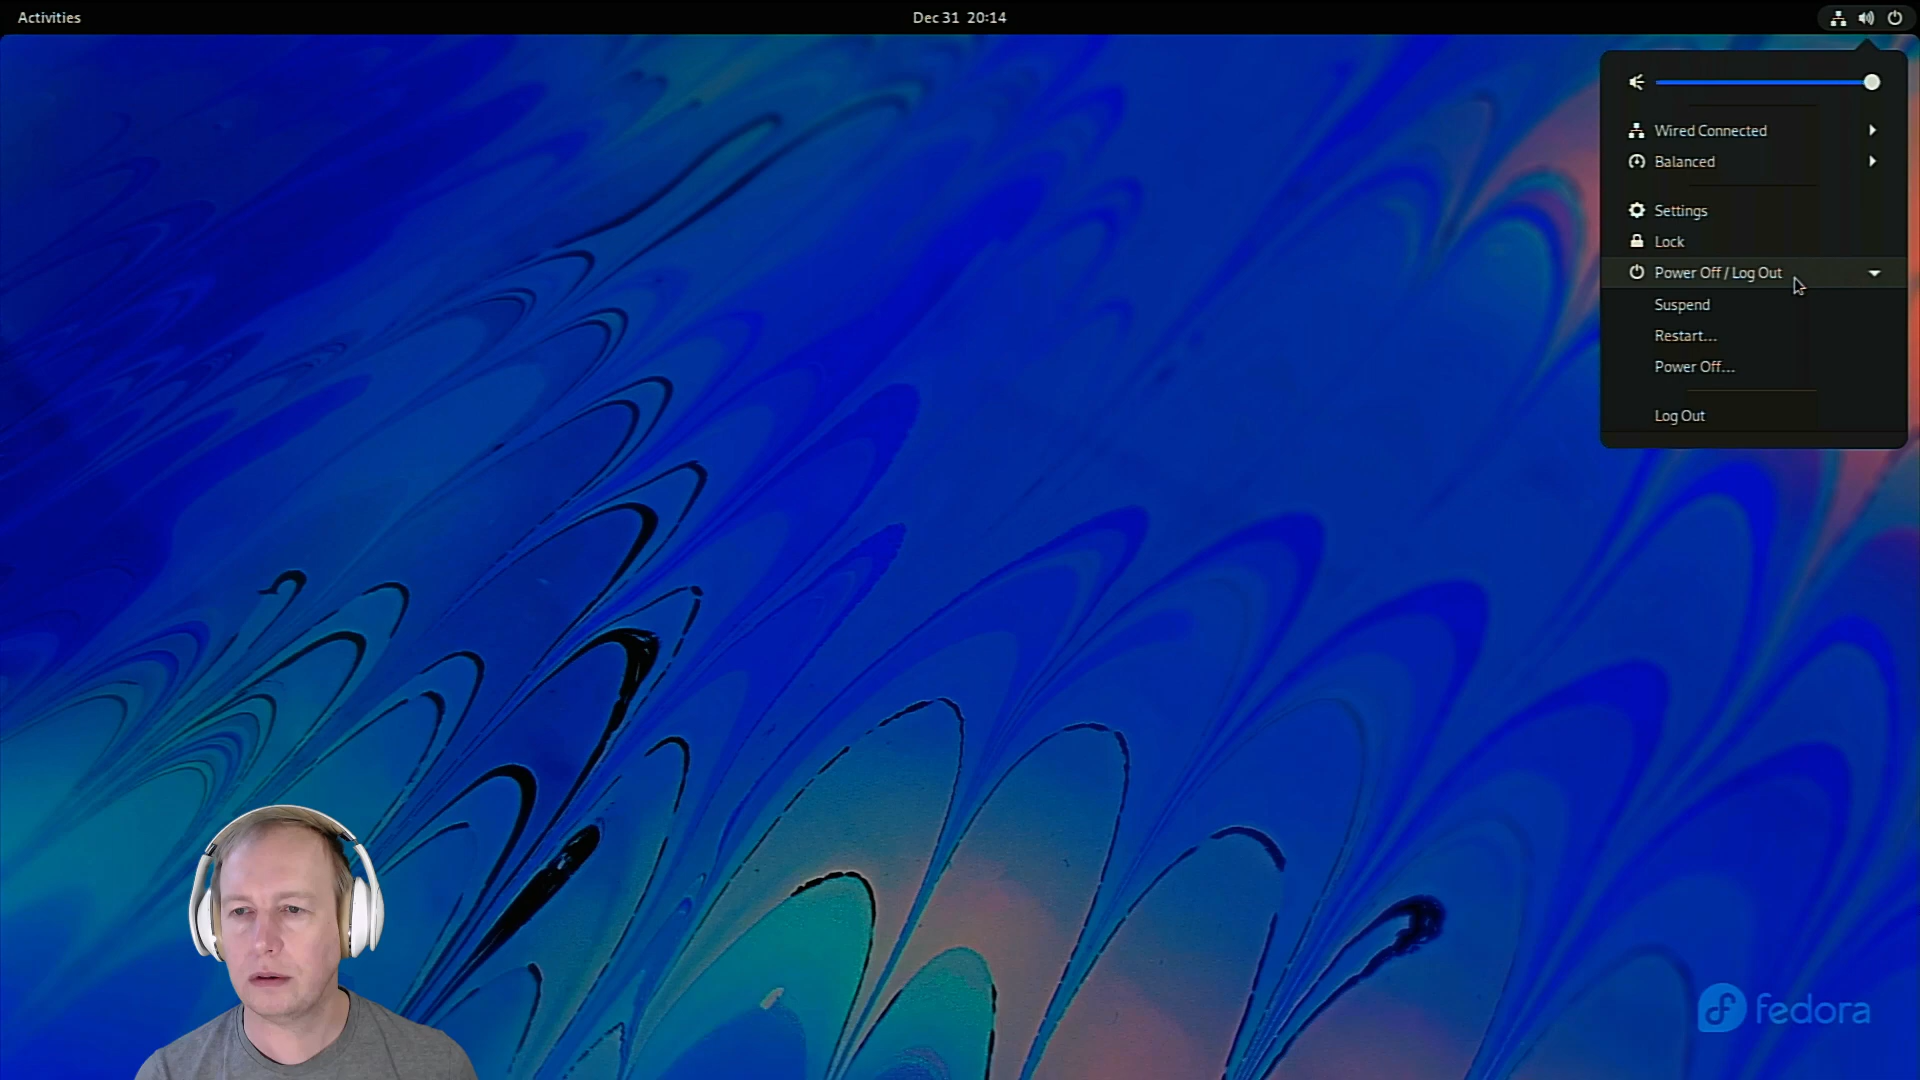 Activities
Dec 31 20:14
Wired Connected
Balanced
Settings
Lock
Power Off / Log Out
Suspend
Restart...
Power Off...
Log Out
fedora